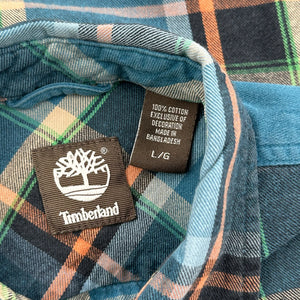 100% COTTON
EXCLUSIVE OF
DECORATION
MADE IN
BANGLADESH
L/G
Timberland